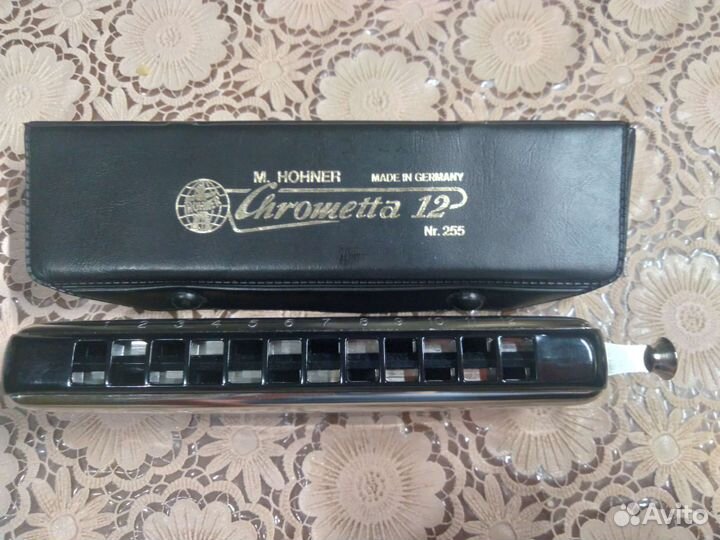 M. HOHNER MADE IN GERMANY
Chrometta 12
Nr. 255
1 2 3 4 5 6 7 8 9 10 11 12
Avito